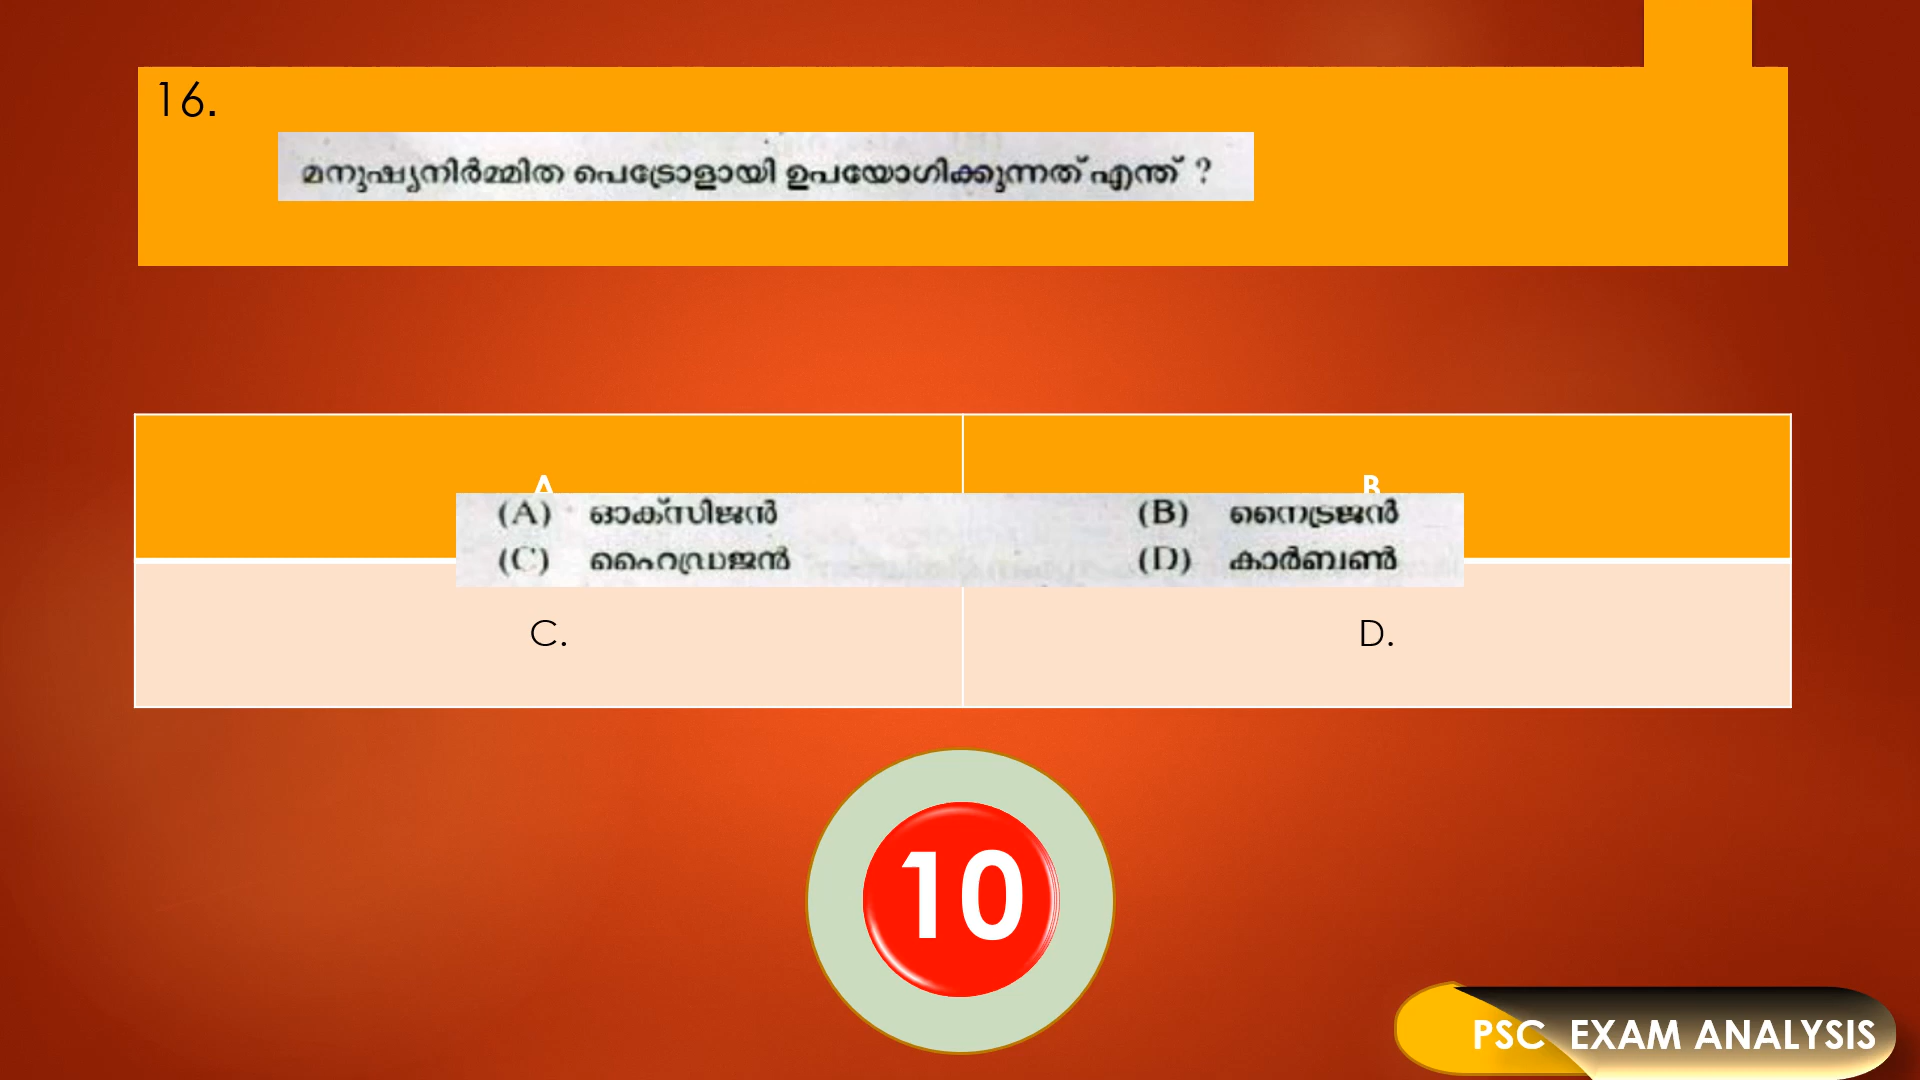 16.
മനുഷ്യനിർമ്മിത പെട്രോളായി ഉപയോഗിക്കുന്നത് എന്ത് ?
A B
(A) ഓക്സിജൻ (B) നൈട്രജൻ
(C) ഹൈഡ്രജൻ (D) കാർബൺ
C. D.
10
PSC EXAM ANALYSIS